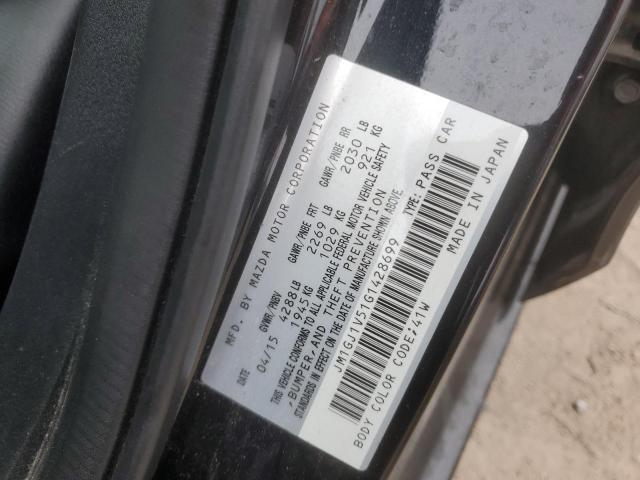 MFD. BY MAZDA MOTOR CORPORATION
DATE GVWR/PNBV GAWR/PNBE FRT GAWR/PNBE RR
04/15 4288LB 2269 LB 2030 LB
1945KG 1029 KG 921 KG
THIS VEHICLE CONFORMS TO ALL APPLICABLE FEDERAL MOTOR VEHICLE SAFETY
,BUMPER,AND THEFT PREVENTION
STANDARDS IN EFFECT ON THE DATE OF MANUFACTURE SHOWN ABOVE.
JM1GJ1V51G1428699 TYPE: PASS CAR
BODY COLOR CODE;41W MADE IN JAPAN